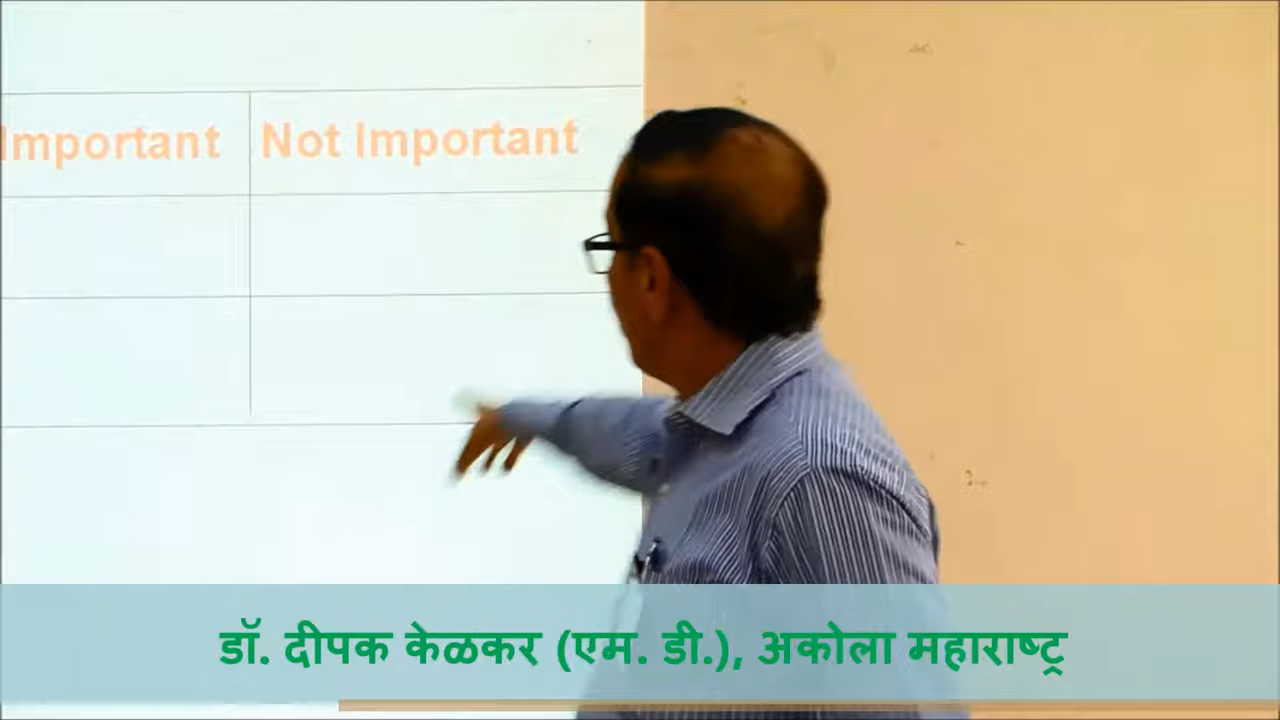 Important Not Important
डॉ. दीपक केळकर (एम. डी.), अकोला महाराष्ट्र